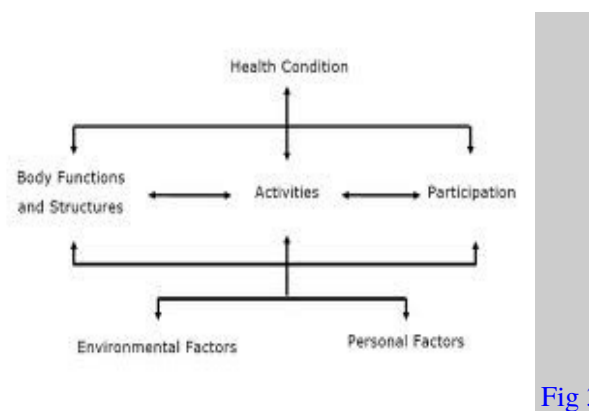 Health Condition
Body Functions
and Structures
Activities
Participation
Environmental Factors
Personal Factors
Fig